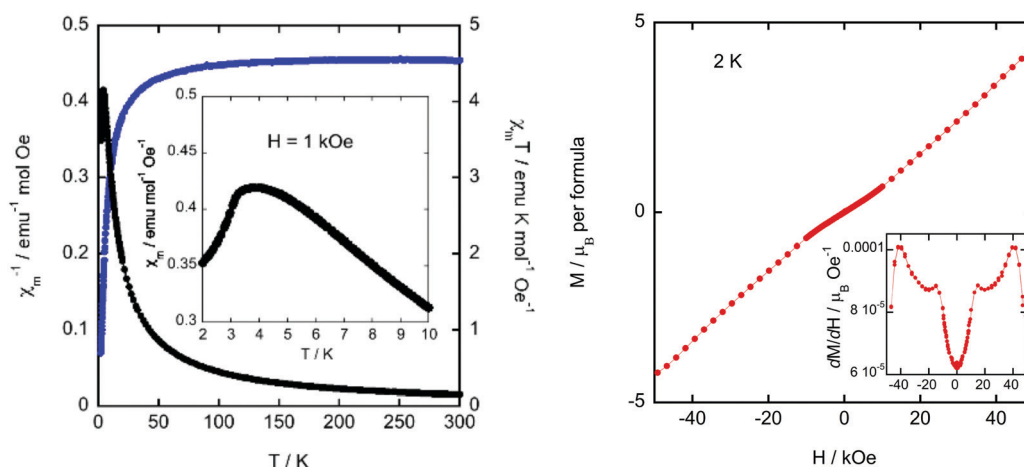 0.5
0.4
0.3
0.2
0.1
0
5
4
3
2
1
0
0 50 100 150 200 250 300
T / K
χm⁻¹ / emu⁻¹ mol Oe
χmT / emu K mol⁻¹ Oe⁻¹
H = 1 kOe
0.5
0.45
0.4
0.35
0.3
2 3 4 5 6 7 8 9 10
T / K
χm / emu mol⁻¹ Oe⁻¹
2 K
5
0
-5
-40 -20 0 20 40
H / kOe
M / μB per formula
0.0001
8 10⁻⁵
6 10⁻⁵
-40 -20 0 20 40
dM/dH / μB Oe⁻¹